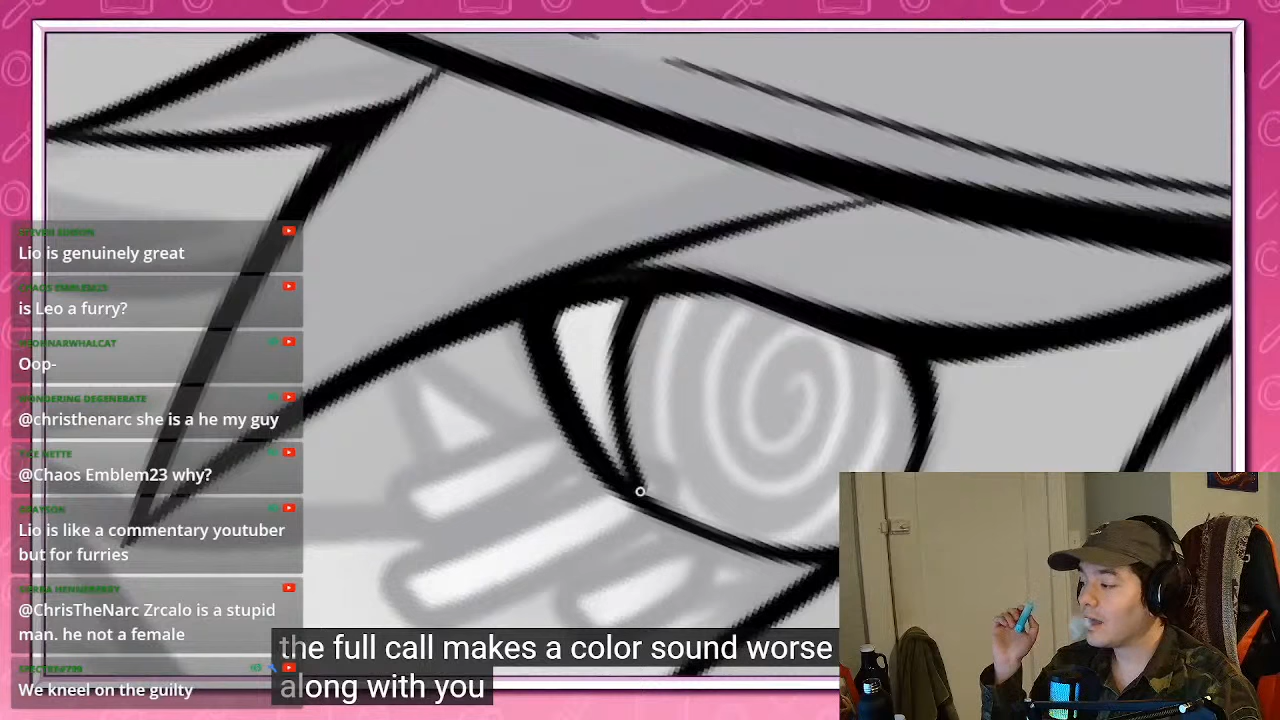 Lio is genuinely great
is Leo a furry?
Oop-
WONDERING DEGENERATE
@christhenarc she is a he my guy
@Chaos Emblem23 why?
Lio is like a commentary youtuber
but for furries
@ChrisTheNarc Zrcalo is a stupid
man. he not a female
We kneel on the guilty
the full call makes a color sound worse
along with you